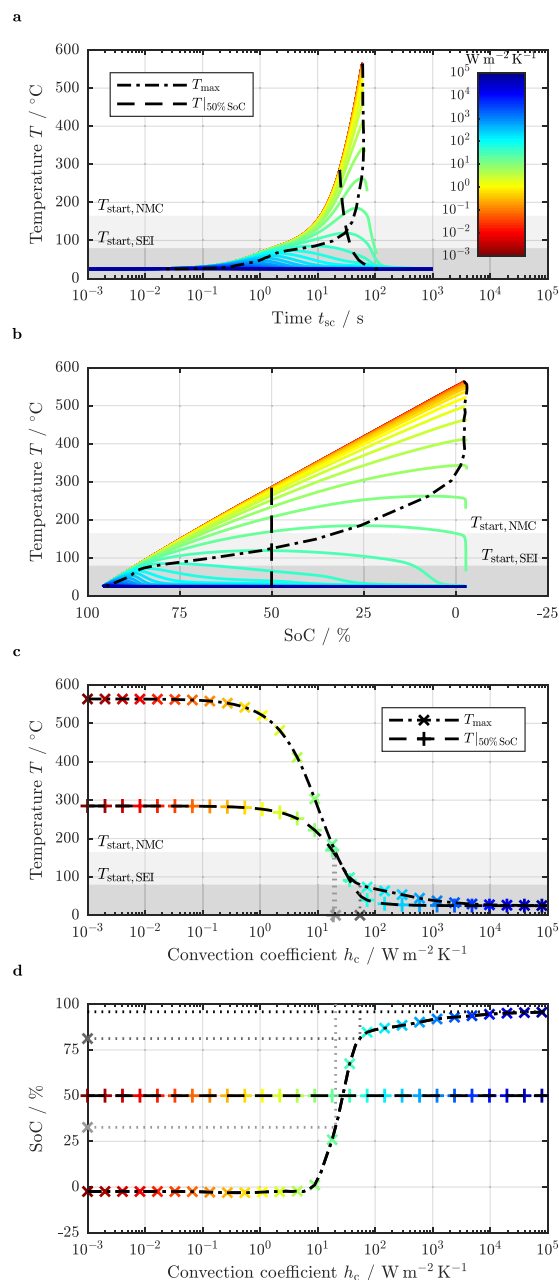 a
Temperature T / °C
600
500
400
300
200
100
0
T_max
T|50% SoC
W m⁻² K⁻¹
10⁵
10⁴
10³
10²
10¹
10⁰
10⁻¹
10⁻²
10⁻³
T_start,NMC
T_start,SEI
10⁻³ 10⁻² 10⁻¹ 10⁰ 10¹ 10² 10³ 10⁴ 10⁵
Time t_sc / s
b
Temperature T / °C
600
500
400
300
200
100
0
T_start,NMC
T_start,SEI
100 75 50 25 0 -25
SoC / %
c
Temperature T / °C
600
500
400
300
200
100
0
T_max
T|50% SoC
T_start,NMC
T_start,SEI
10⁻³ 10⁻² 10⁻¹ 10⁰ 10¹ 10² 10³ 10⁴ 10⁵
Convection coefficient h_c / W m⁻² K⁻¹
d
SoC / %
100
75
50
25
0
-25
10⁻³ 10⁻² 10⁻¹ 10⁰ 10¹ 10² 10³ 10⁴ 10⁵
Convection coefficient h_c / W m⁻² K⁻¹